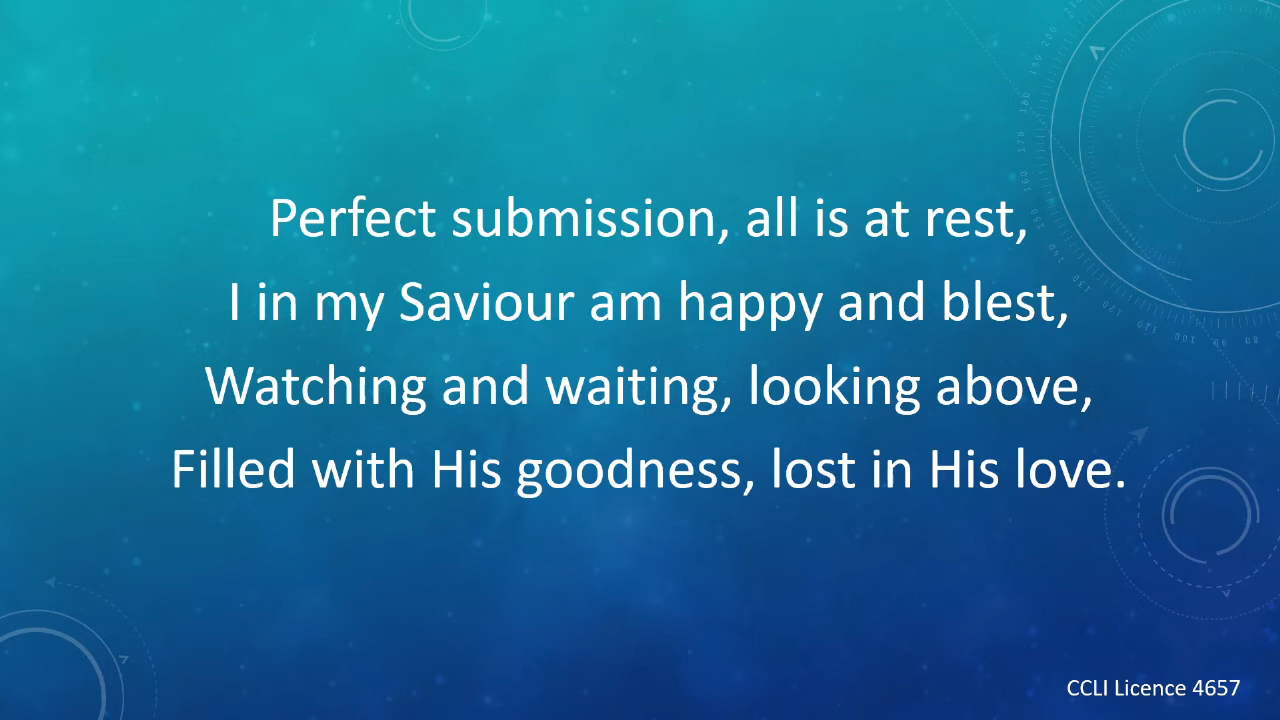 Perfect submission, all is at rest,
I in my Saviour am happy and blest,
Watching and waiting, looking above,
Filled with His goodness, lost in His love.
CCLI Licence 4657